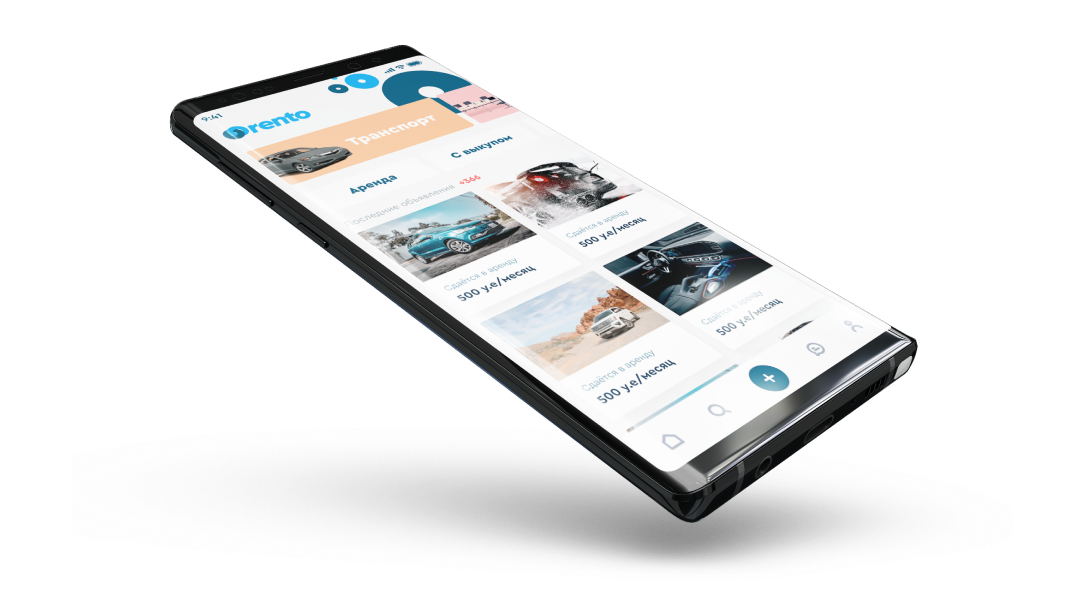 9:41
rento
Транспорт
Аренда
С выкупом
Последние объявления +366
Сдаётся в аренду
500 у.е/месяц
Сдаётся в аренду
500 у.е/месяц
Сдаётся в аренду
500 у.е/месяц
Сдаётся в аренду
500 у.е/месяц